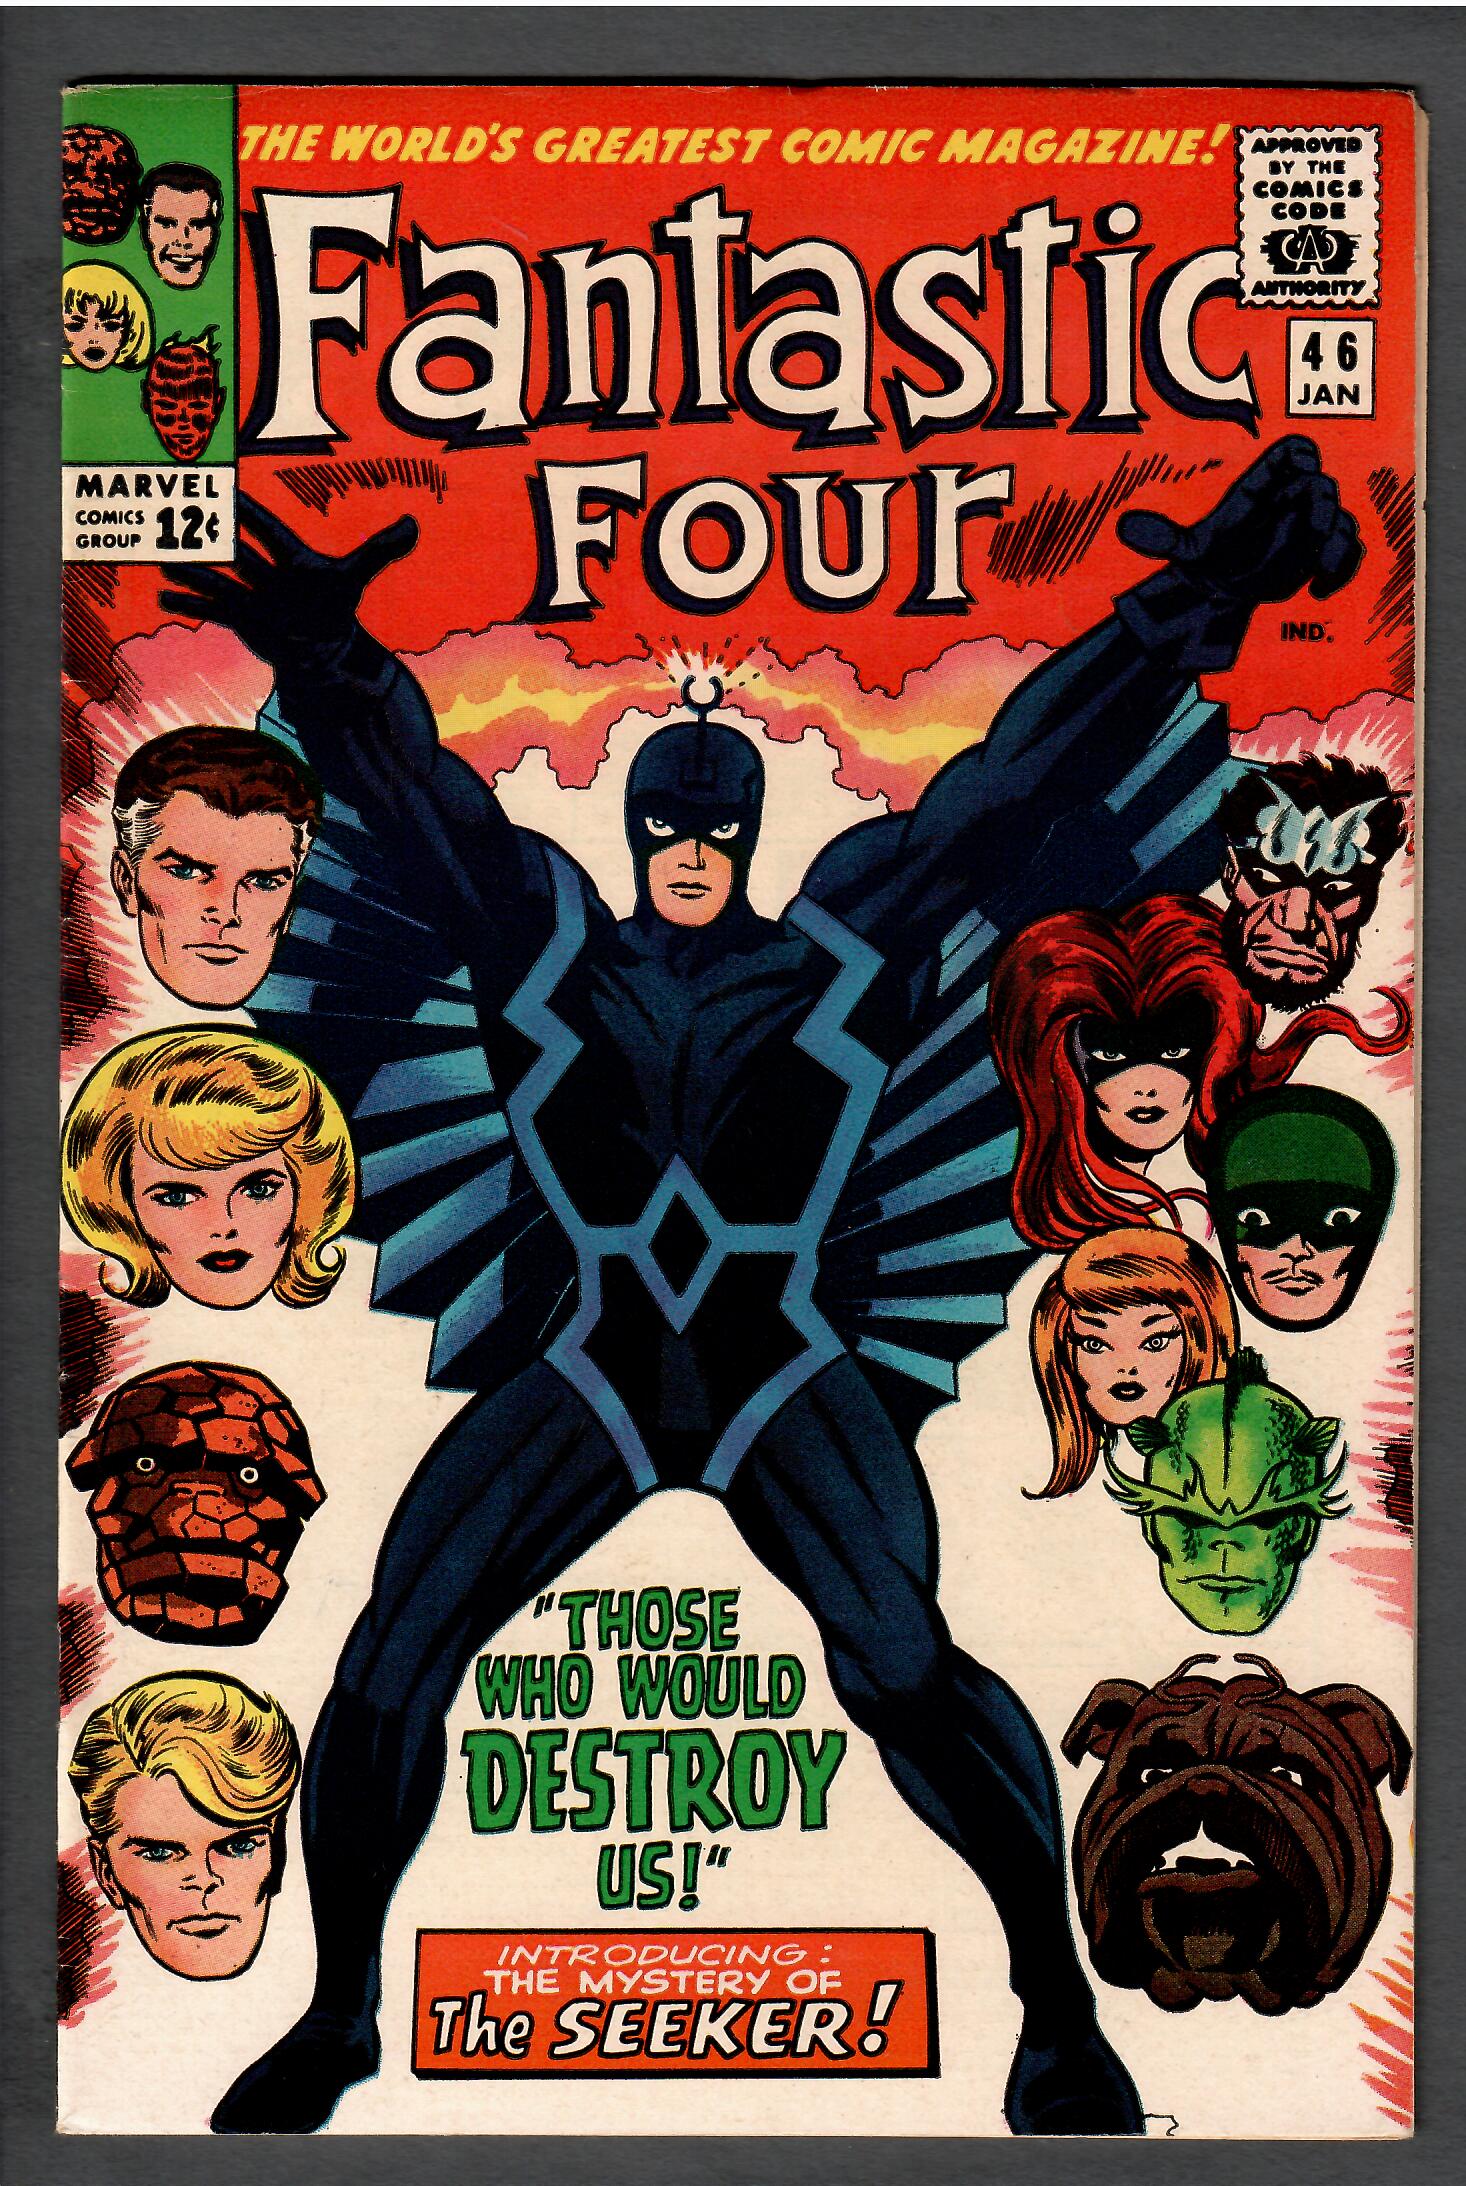 THE WORLD'S GREATEST COMIC MAGAZINE!
Fantastic
Four
APPROVED
BY THE
COMICS
CODE
CA
AUTHORITY
46
JAN
MARVEL
COMICS
GROUP 12¢
IND.
"THOSE
WHO WOULD
DESTROY
US!"
INTRODUCING:
THE MYSTERY OF
The SEEKER!